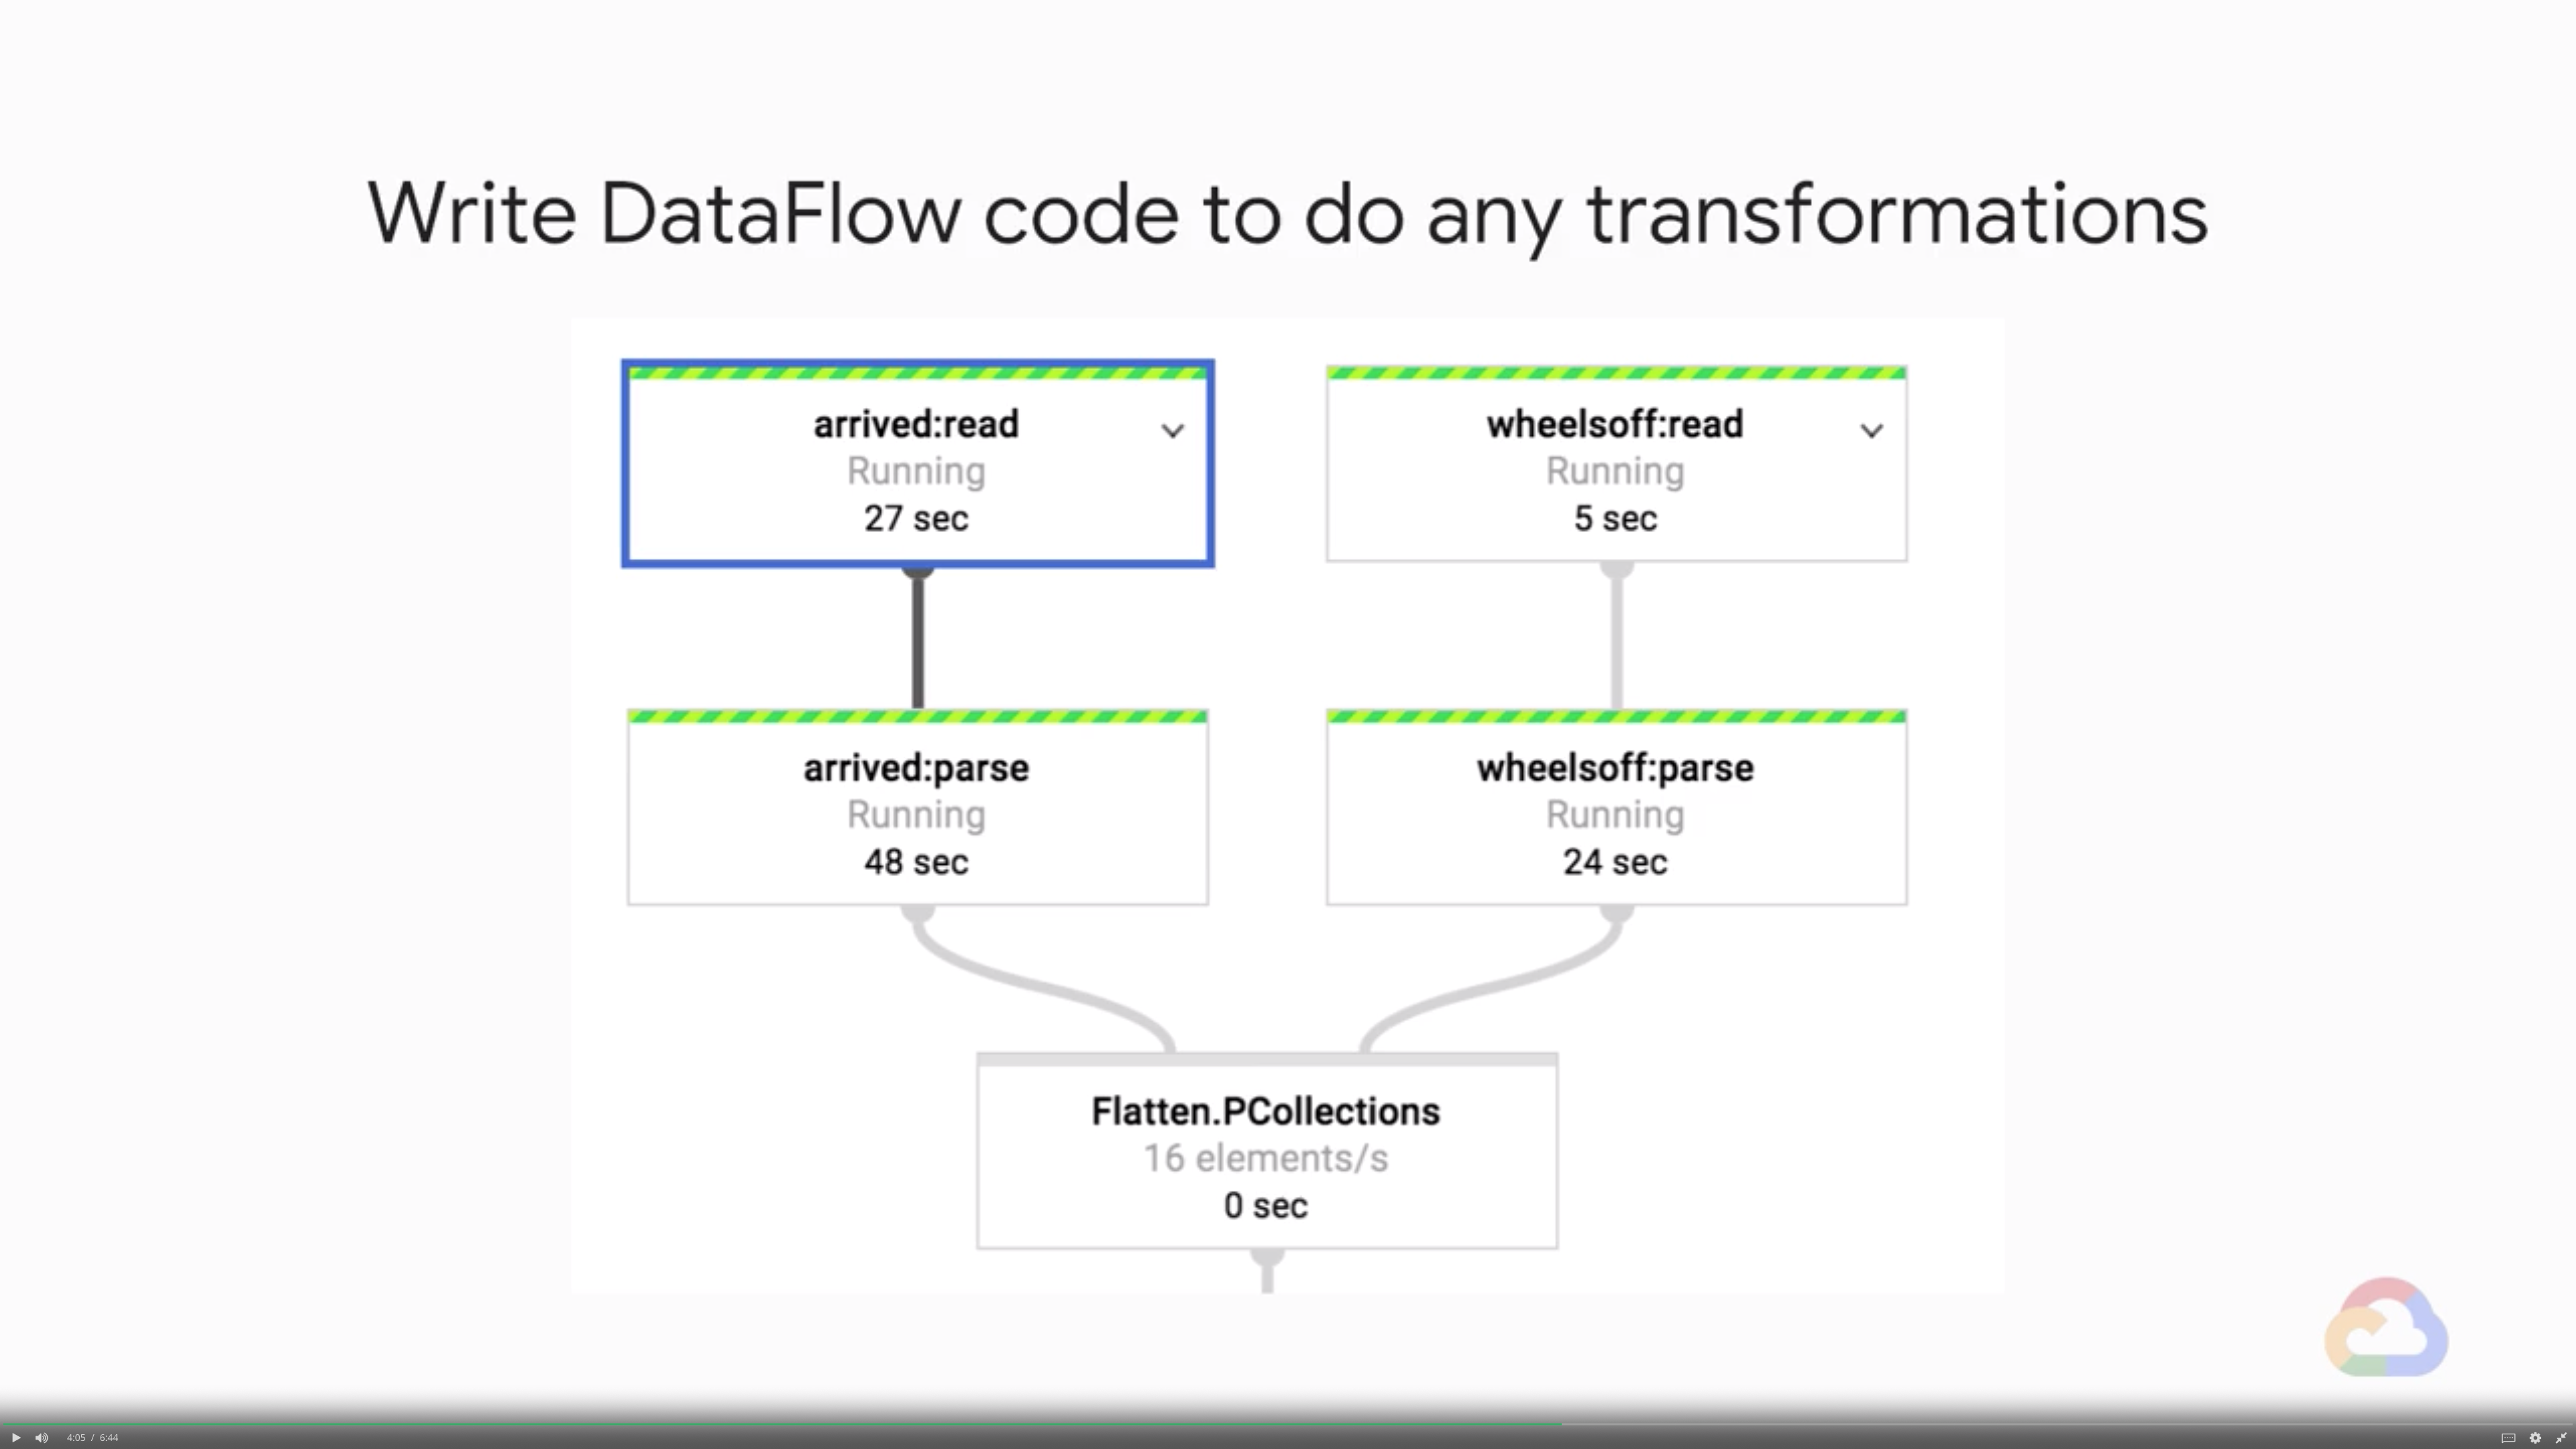 Write DataFlow code to do any transformations
arrived:read
Running
27 sec
wheelsoff:read
Running
5 sec
arrived:parse
Running
48 sec
wheelsoff:parse
Running
24 sec
Flatten.PCollections
16 elements/s
0 sec
4:05 / 6:44